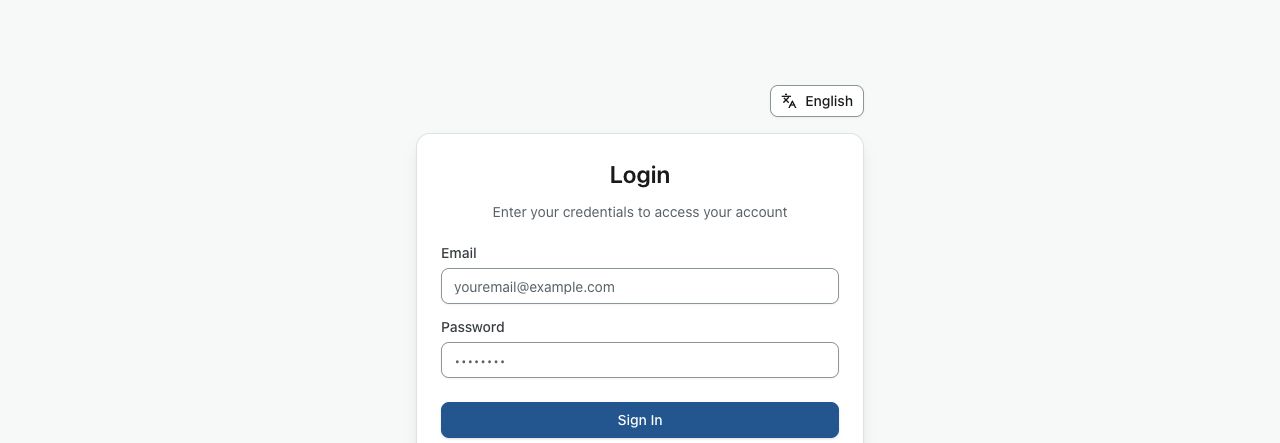 English
Login
Enter your credentials to access your account
Email
youremail@example.com
Password
••••••••
Sign In